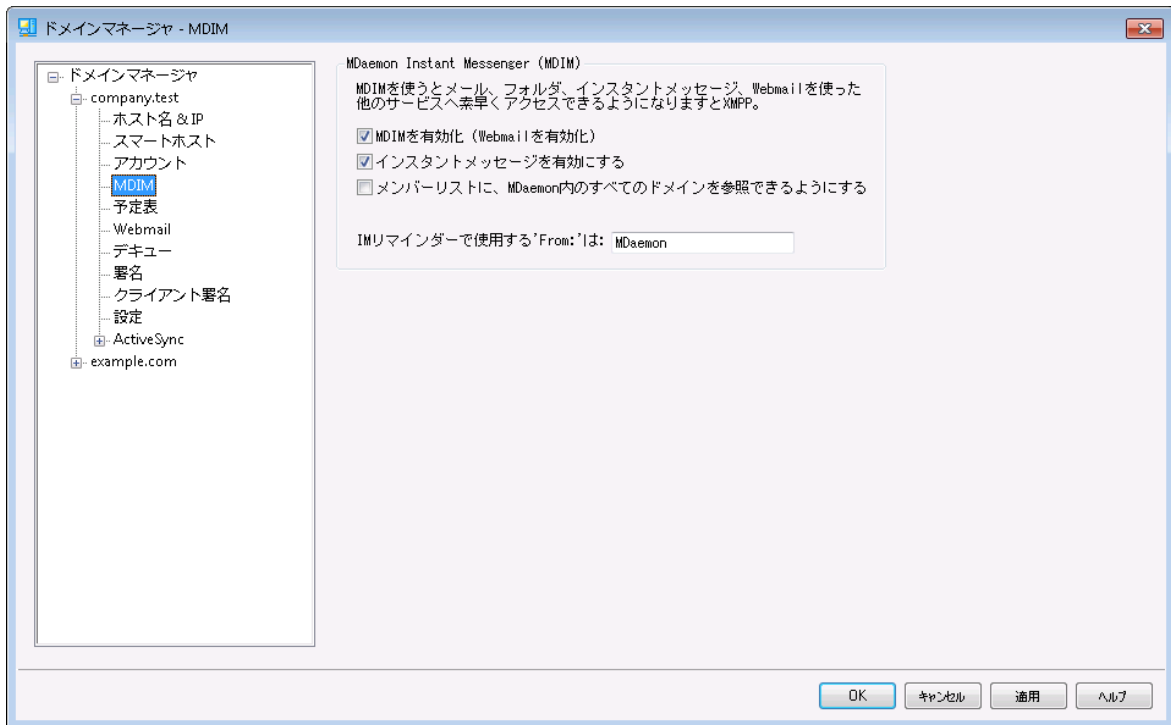 ドメインマネージャ - MDIM
ドメインマネージャ
company.test
ホスト名 & IP
スマートホスト
アカウント
MDIM
予定表
Webmail
デキュー
署名
クライアント署名
設定
ActiveSync
example.com
MDaemon Instant Messenger (MDIM)
MDIMを使うとメール、フォルダ、インスタントメッセージ、Webmailを使った
他のサービスへ素早くアクセスできるようになりますとXMPP。
MDIMを有効化 (Webmailを有効化)
インスタントメッセージを有効にする
メンバーリストに、MDaemon内のすべてのドメインを参照できるようにする
IMリマインダーで使用する'From:'は: MDaemon
OK キャンセル 適用 ヘルプ